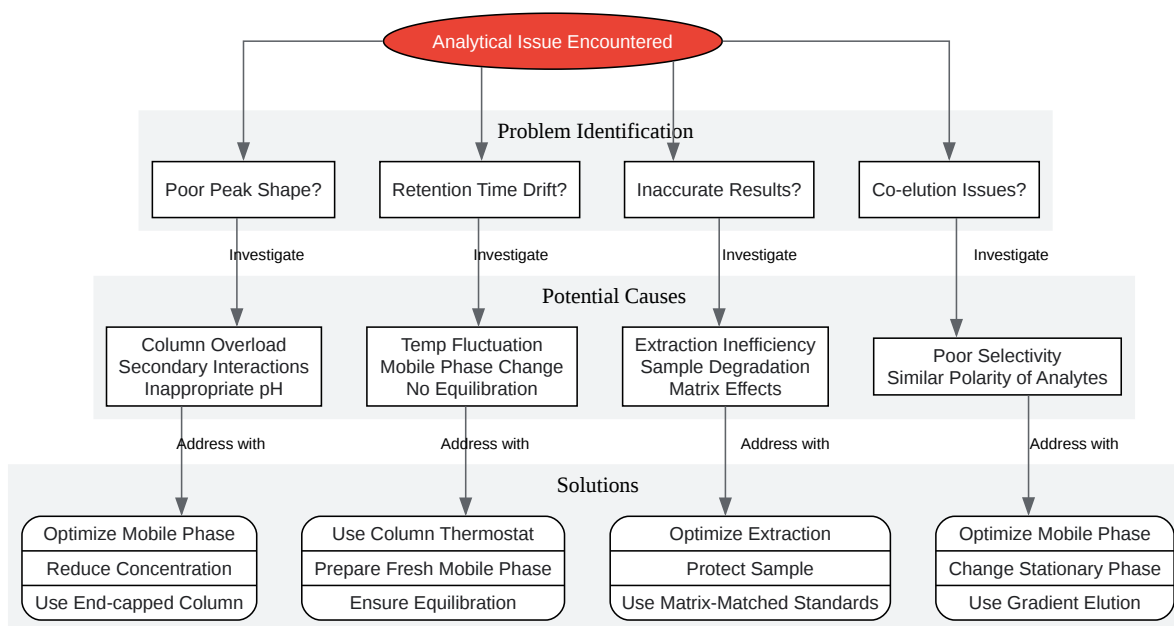 Analytical Issue Encountered
Problem Identification
Poor Peak Shape?
Retention Time Drift?
Inaccurate Results?
Co-elution Issues?
Investigate
Investigate
Investigate
Investigate
Potential Causes
Column Overload
Secondary Interactions
Inappropriate pH
Temp Fluctuation
Mobile Phase Change
No Equilibration
Extraction Inefficiency
Sample Degradation
Matrix Effects
Poor Selectivity
Similar Polarity of Analytes
Address with
Address with
Address with
Address with
Solutions
Optimize Mobile Phase
Reduce Concentration
Use End-capped Column
Use Column Thermostat
Prepare Fresh Mobile Phase
Ensure Equilibration
Optimize Extraction
Protect Sample
Use Matrix-Matched Standards
Optimize Mobile Phase
Change Stationary Phase
Use Gradient Elution